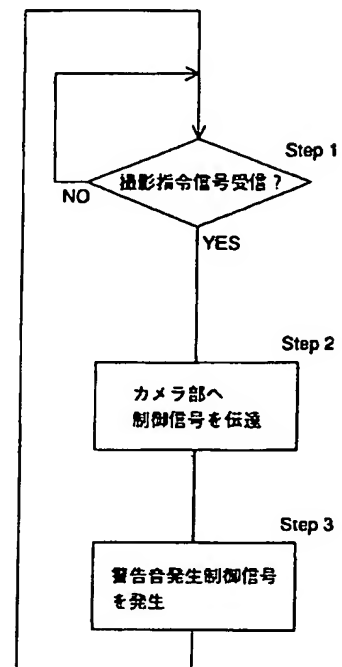 Step 1
撮影指令信号受信?
NO
YES
Step 2
カメラ部へ
制御信号を伝達
Step 3
警告音発生制御信号
を発生